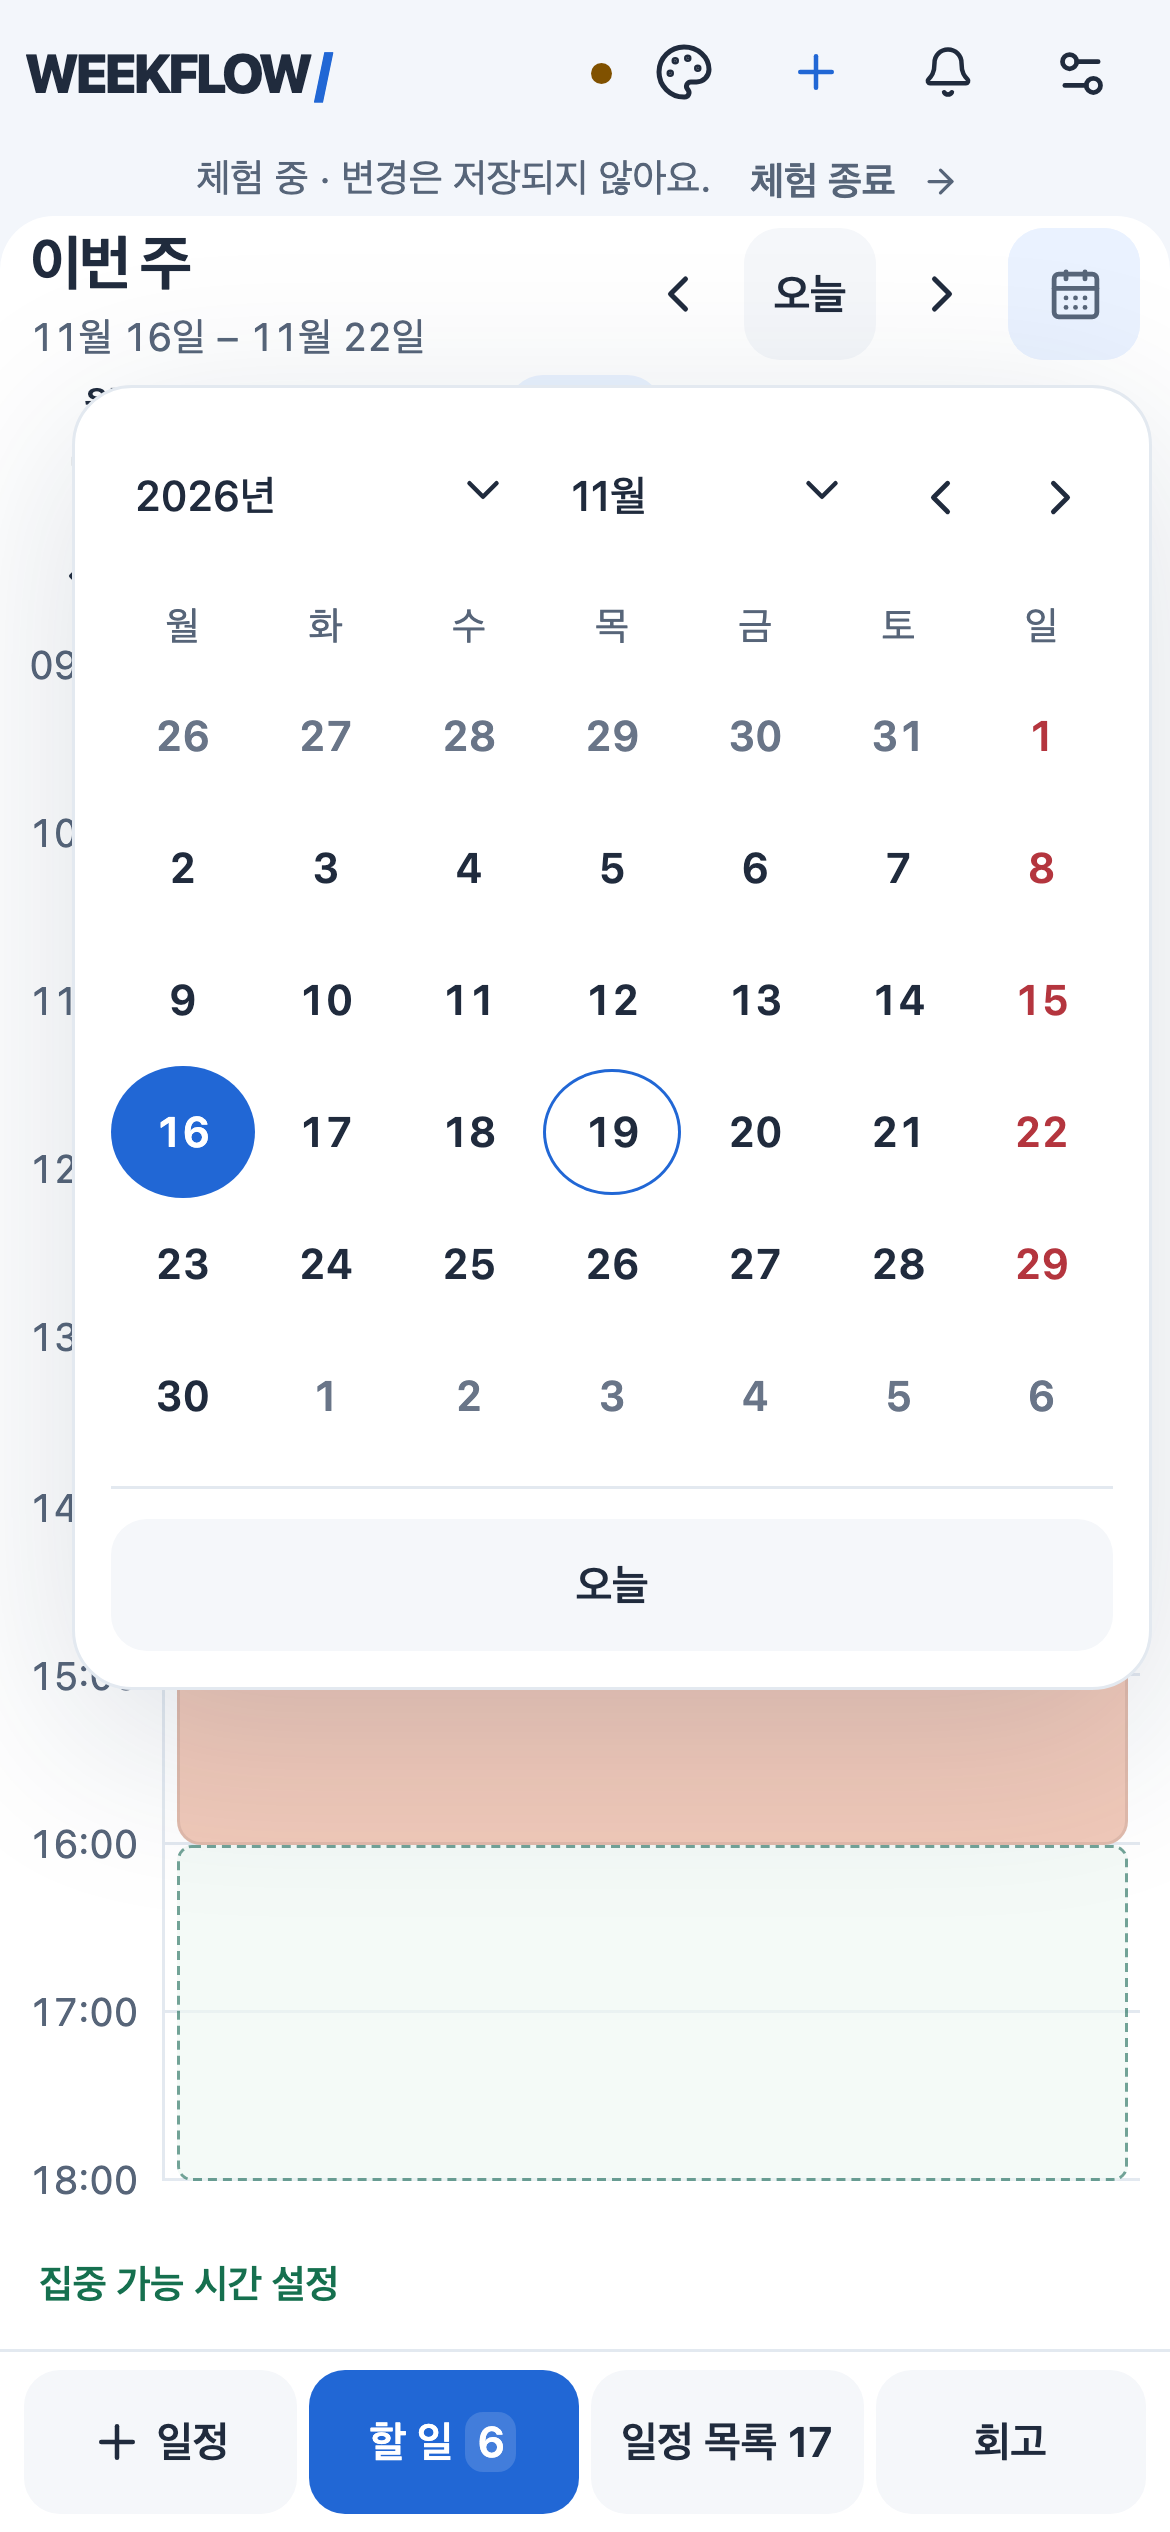 WEEKFLOW/
체험 중 · 변경은 저장되지 않아요. 체험 종료 →
이번 주
오늘
11월 16일 – 11월 22일
2026년 11월
월 화 수 목 금 토 일
26 27 28 29 30 31 1
2 3 4 5 6 7 8
9 10 11 12 13 14 15
16 17 18 19 20 21 22
23 24 25 26 27 28 29
30 1 2 3 4 5 6
오늘
09
10
11
12
13
14
16:00
17:00
18:00
집중 가능 시간 설정
+ 일정
할 일 6
일정 목록 17
회고